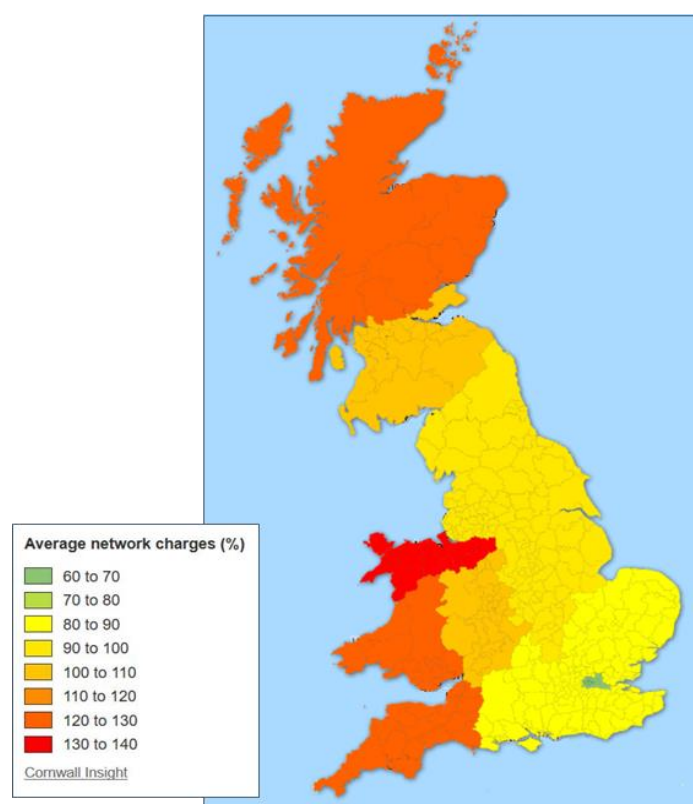 Average network charges (%)
60 to 70
70 to 80
80 to 90
90 to 100
100 to 110
110 to 120
120 to 130
130 to 140
Cornwall Insight